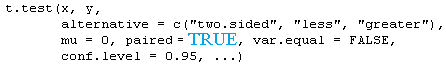 t.test(x, y,
alternative = c("two.sided", "less", "greater"),
mu = 0, paired = TRUE, var.equal = FALSE,
conf.level = 0.95, ...)